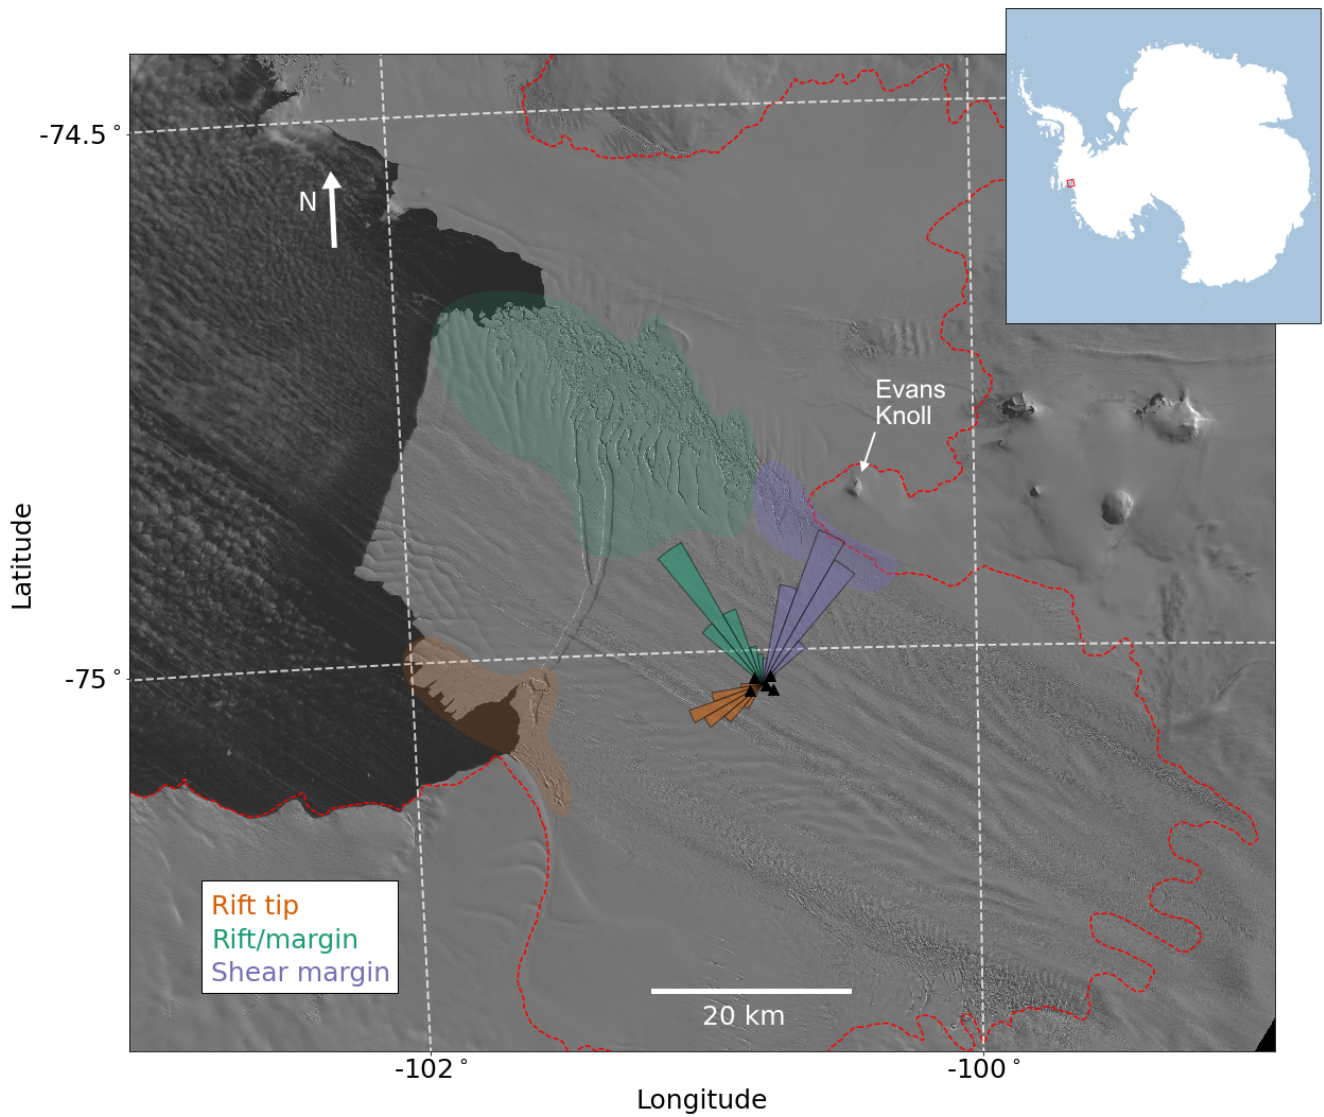 -74.5°
N
Evans
Knoll
Latitude
-75°
Rift tip
Rift/margin
Shear margin
20 km
-102°
-100°
Longitude